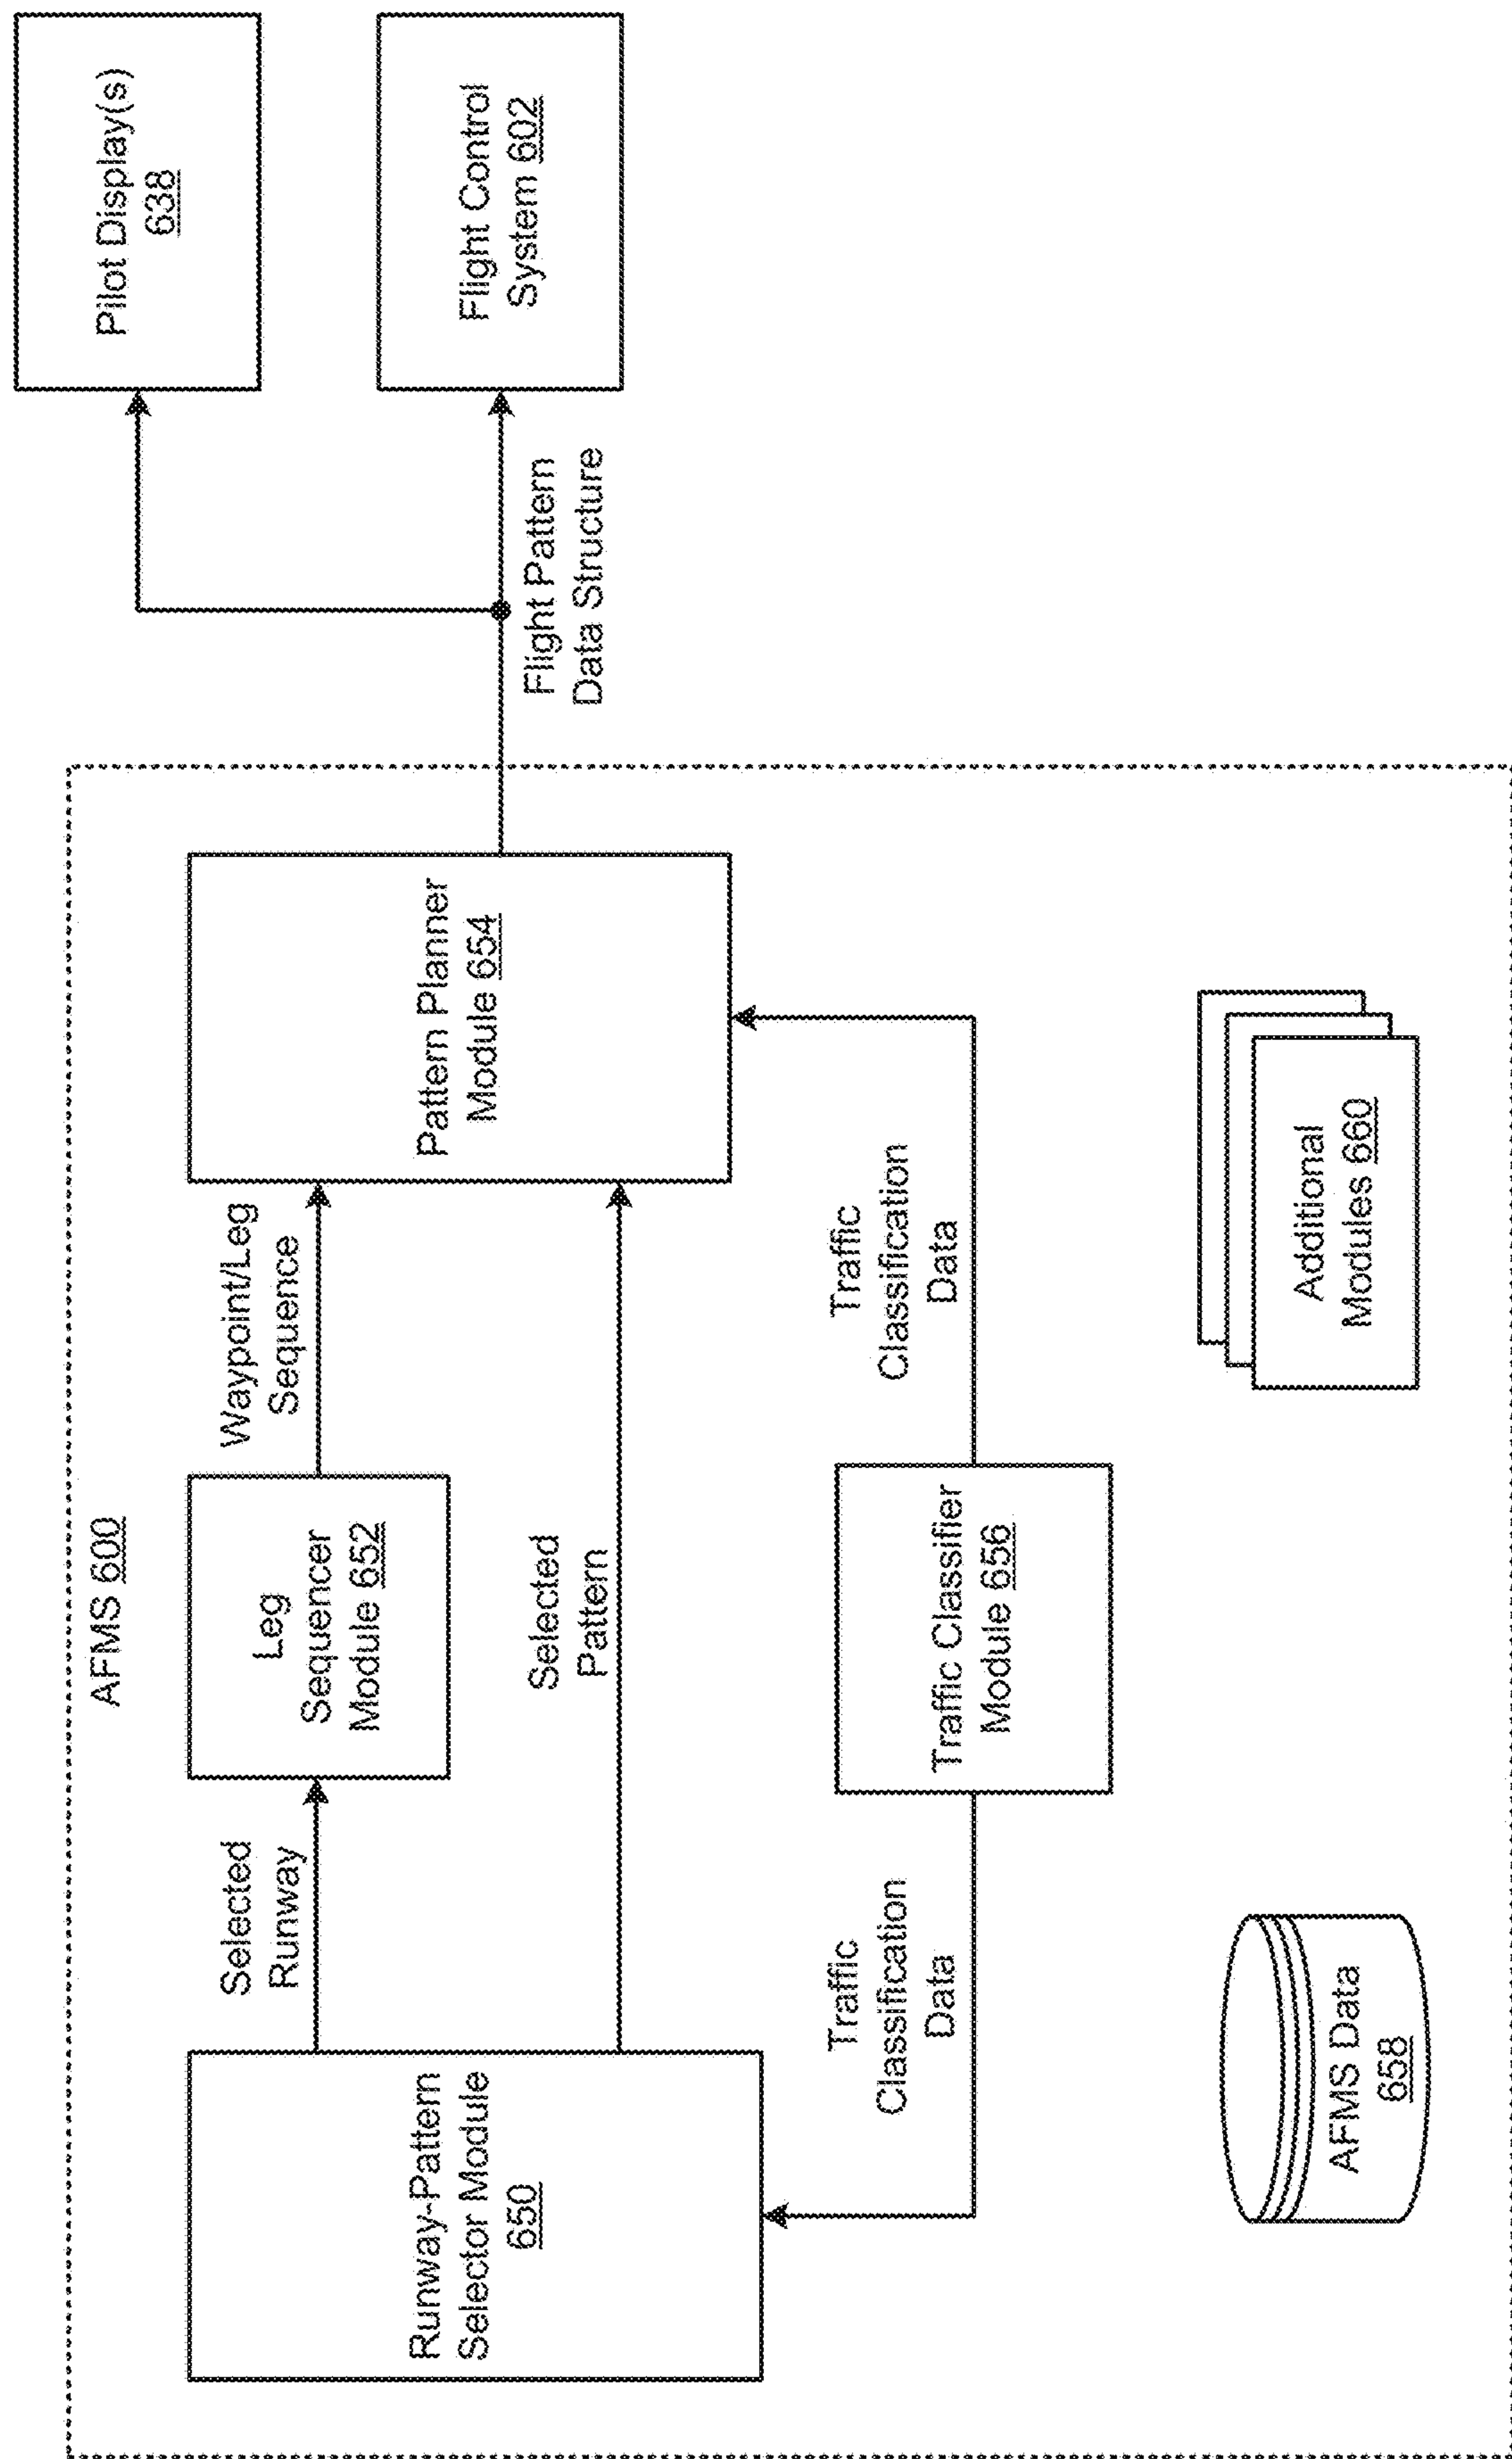 AFMS 600
Runway-Pattern
Selector Module
650
Selected
Runway
Leg
Sequencer
Module 652
Waypoint/Leg
Sequence
Pattern Planner
Module 654
Selected
Pattern
Flight Pattern
Data Structure
Pilot Display(s)
638
Flight Control
System 602
Traffic
Classification
Data
Traffic Classifier
Module 656
Traffic
Classification
Data
AFMS Data
658
Additional
Modules 660